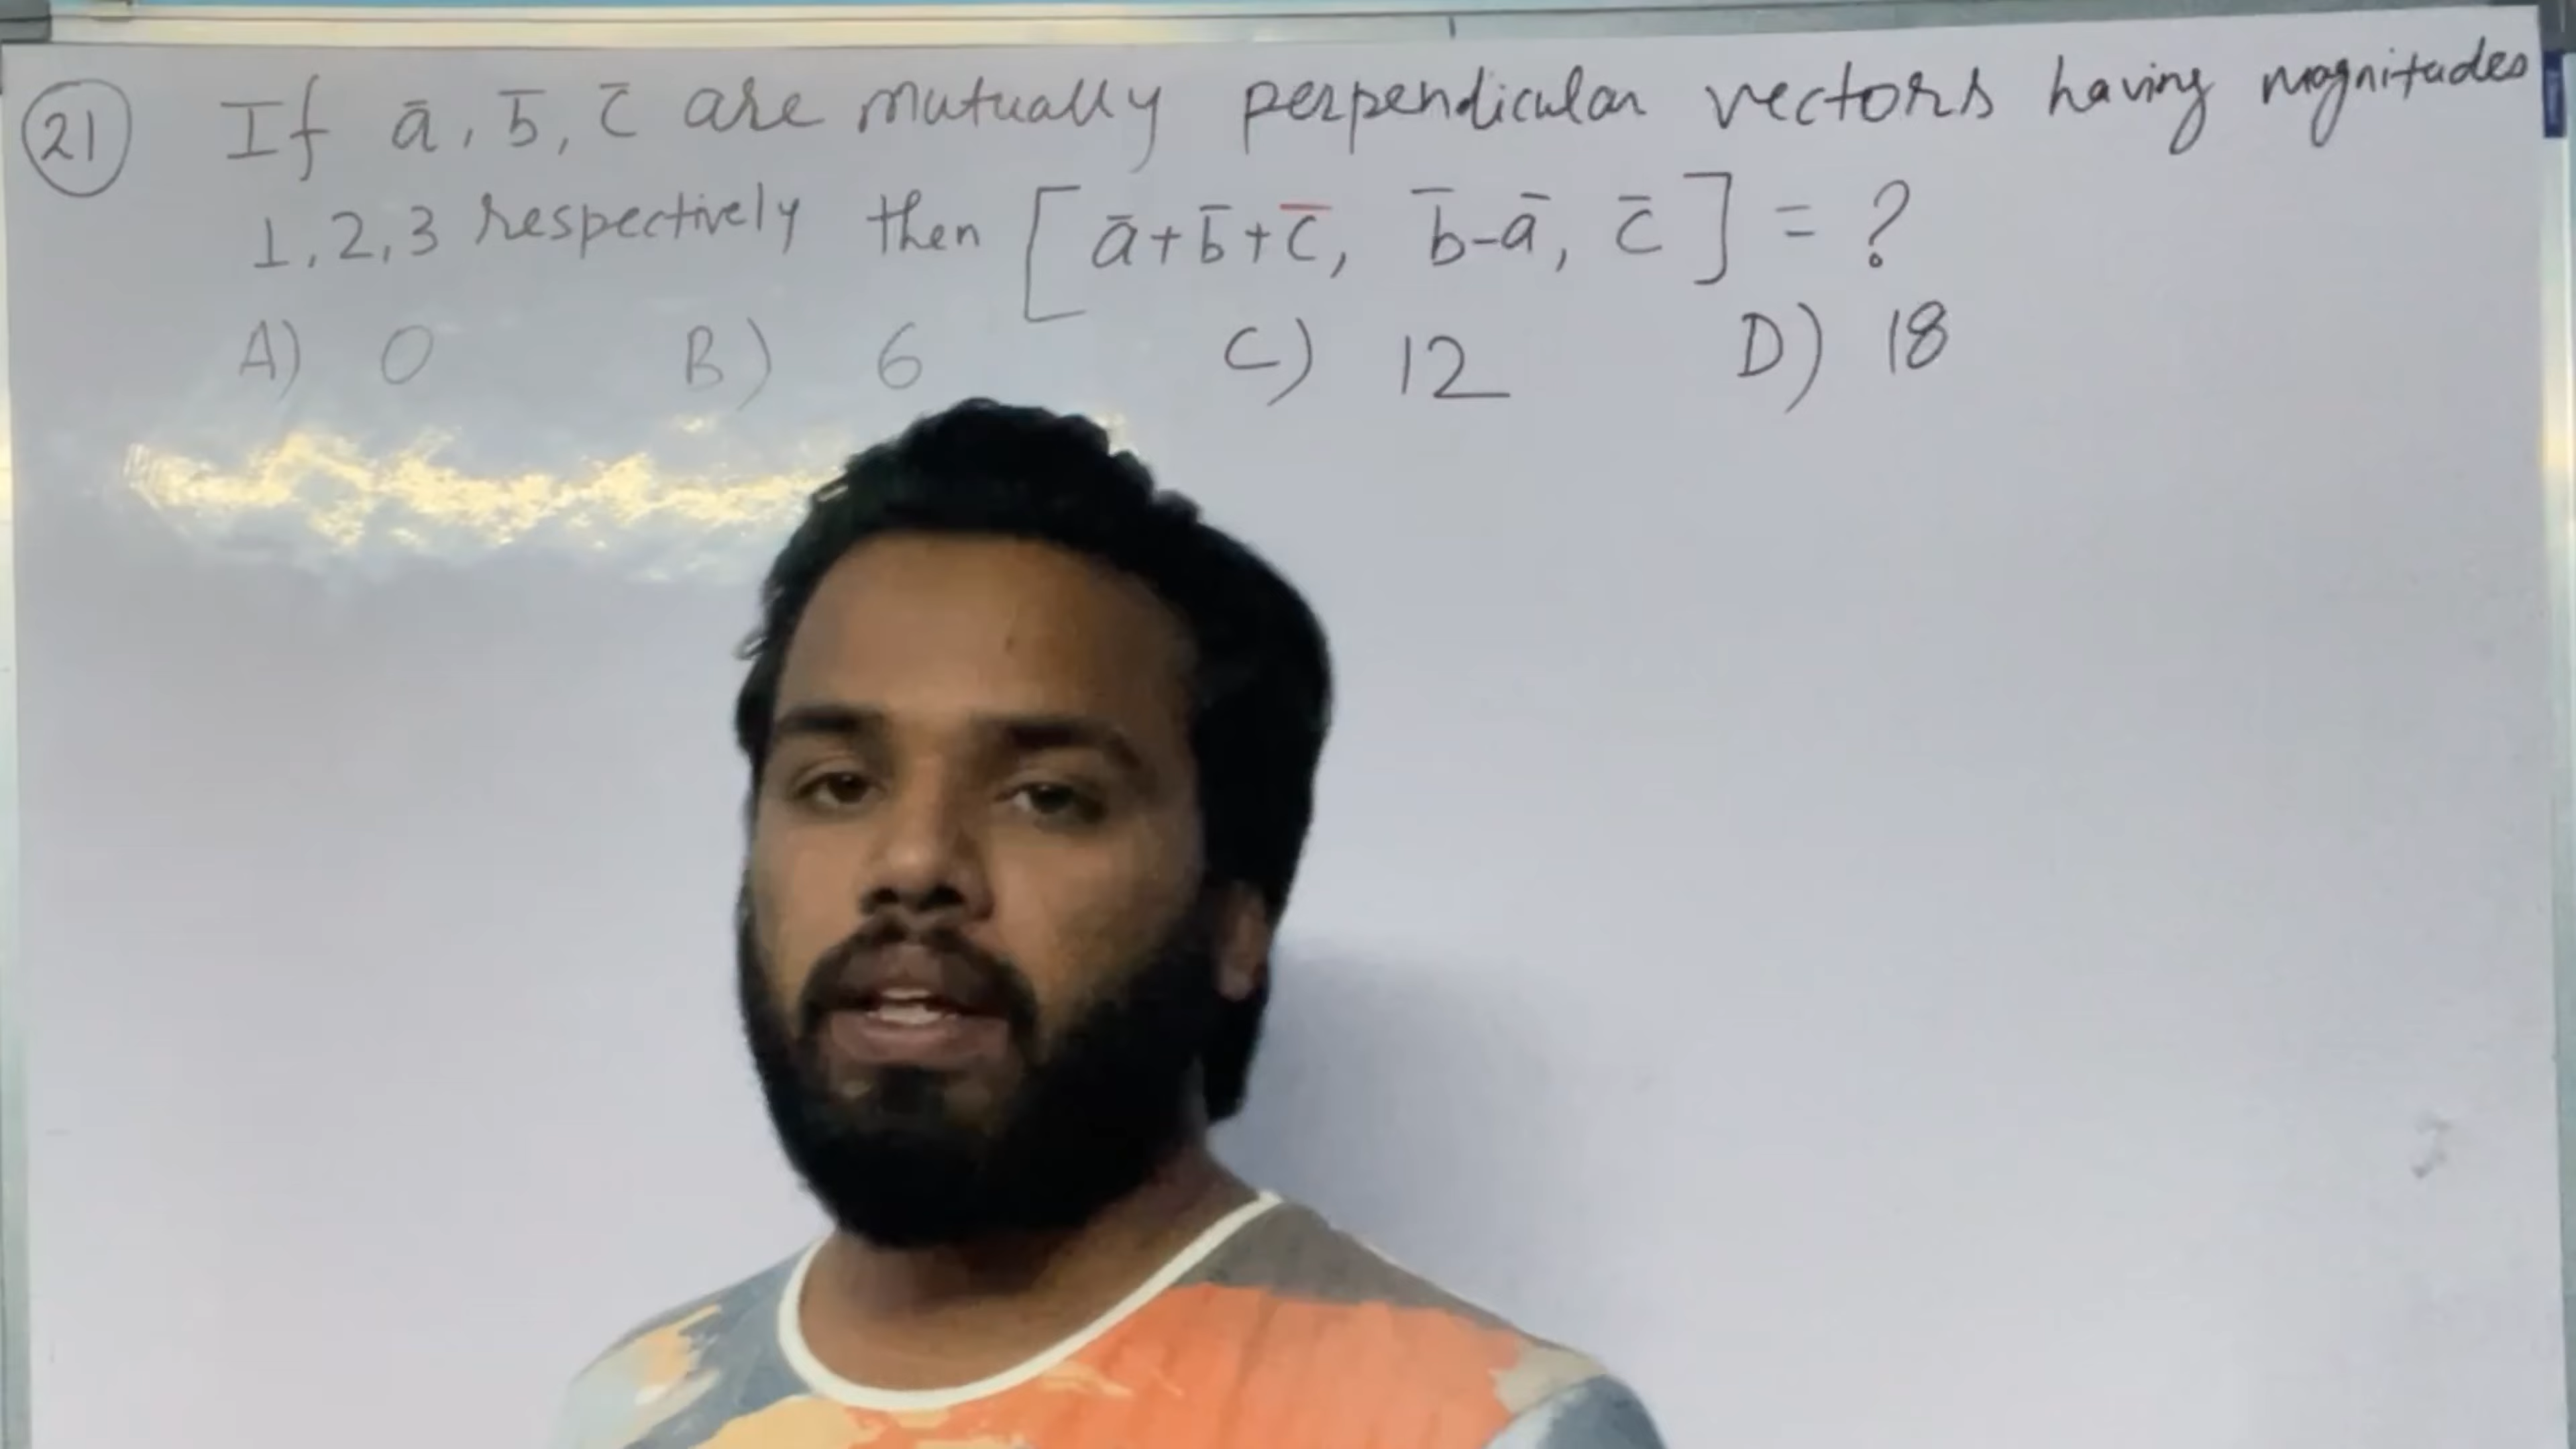 21 If ā, b̄, c̄ are mutually perpendicular vectors having magnitudes
1, 2, 3 respectively then [ā+b̄+c̄, b̄-ā, c̄] = ?
A) 0 B) 6 C) 12 D) 18